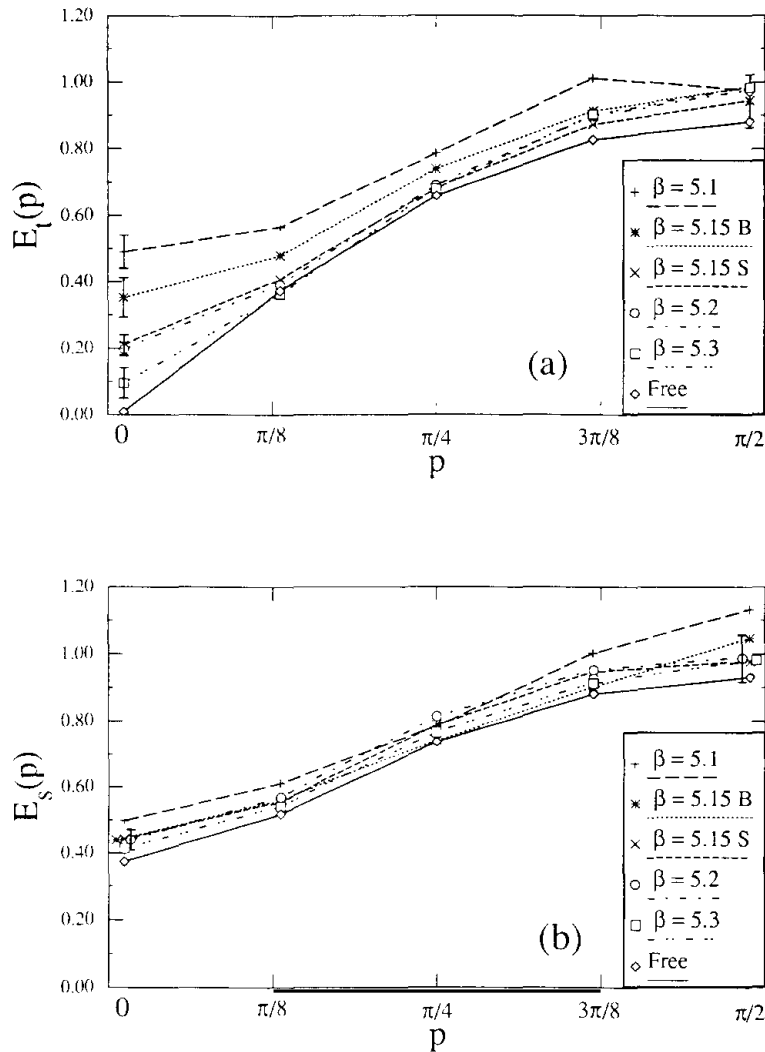 1.20
1.00
0.80
0.60
0.40
0.20
0.00
E_t(p)
0
π/8
π/4
3π/8
π/2
p
(a)
β = 5.1
β = 5.15 B
β = 5.15 S
β = 5.2
β = 5.3
Free
1.20
1.00
0.80
0.60
0.40
0.20
0.00
E_s(p)
0
π/8
π/4
3π/8
π/2
p
(b)
β = 5.1
β = 5.15 B
β = 5.15 S
β = 5.2
β = 5.3
Free